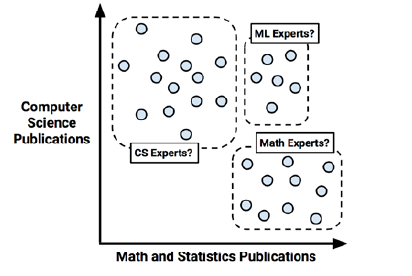 ML Experts?
Computer
Science
Publications
Math Experts?
CS Experts?
Math and Statistics Publications